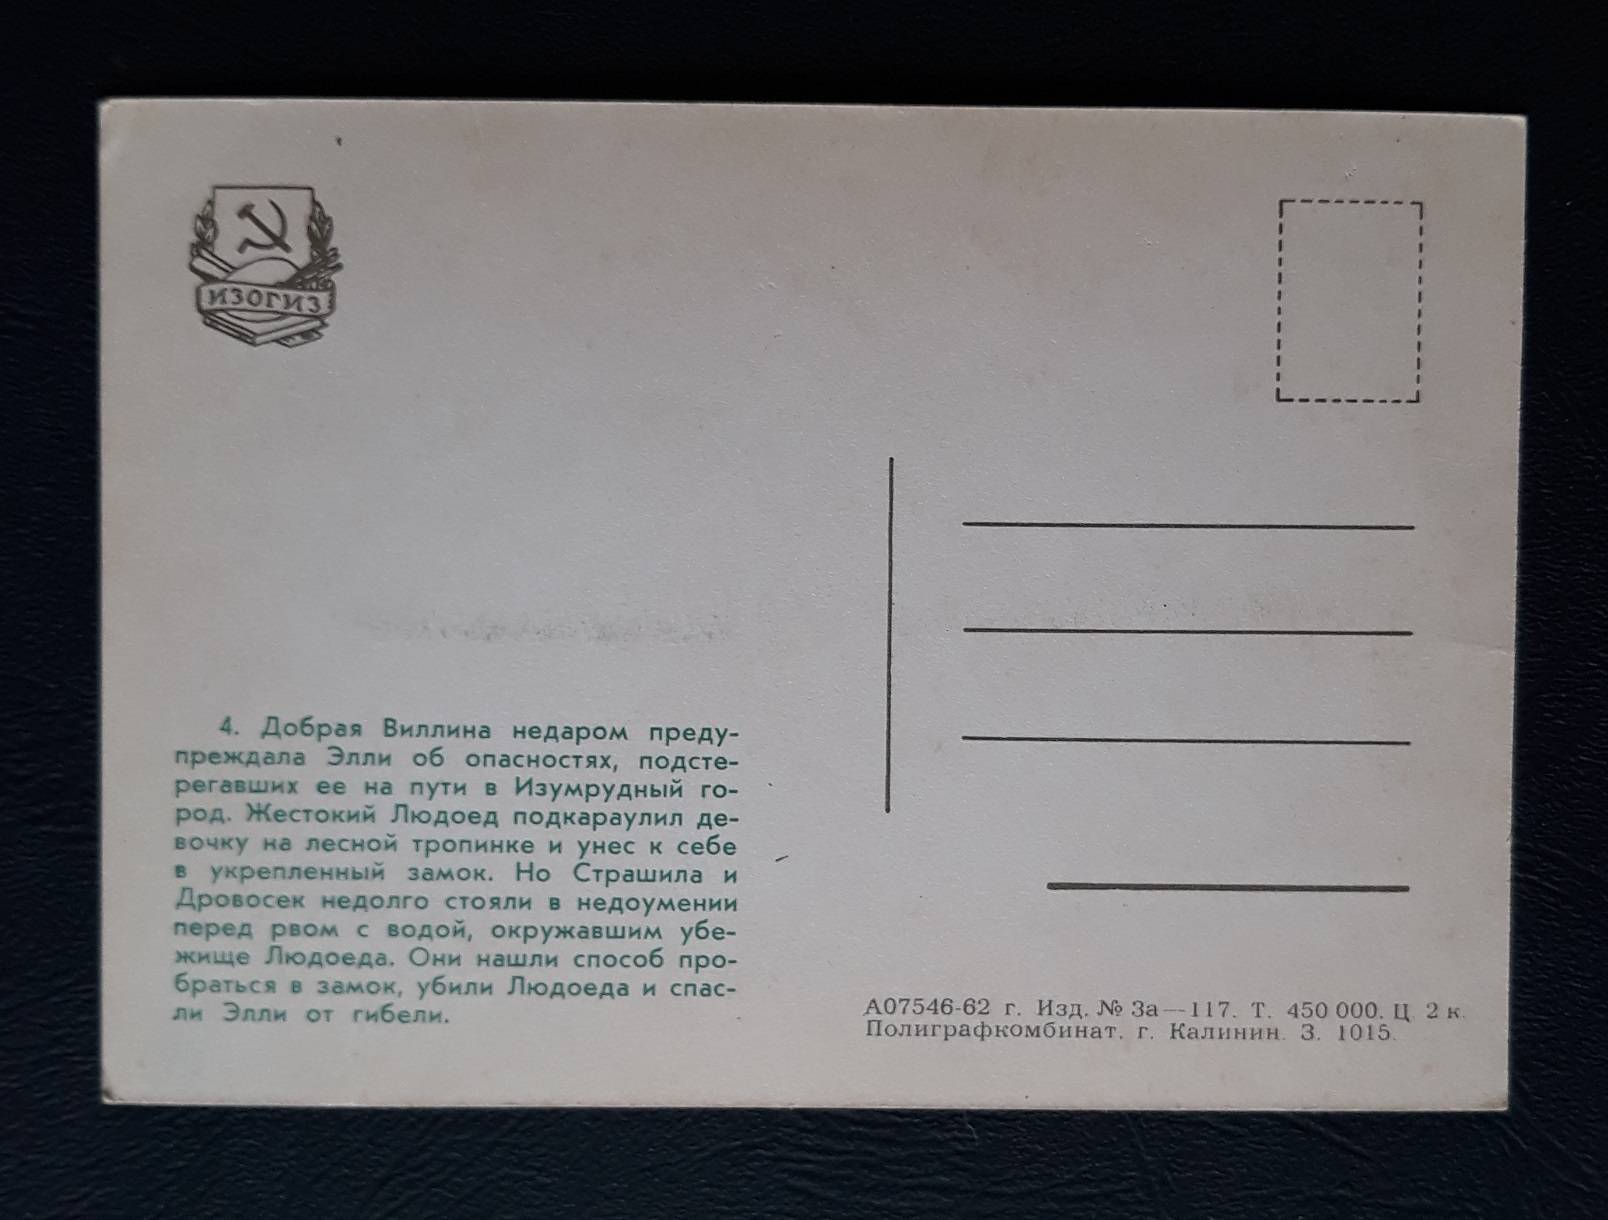 ИЗОГИЗ
4. Добрая Виллина недаром преду-
преждала Элли об опасностях, подсте-
регавших ее на пути в Изумрудный го-
род. Жестокий Людоед подкараулил де-
вочку на лесной тропинке и унес к себе
в укрепленный замок. Но Страшила и
Дровосек недолго стояли в недоумении
перед рвом с водой, окружавшим убе-
жище Людоеда. Они нашли способ про-
браться в замок, убили Людоеда и спас-
ли Элли от гибели.
А07546-62 г. Изд. № 3а—117. Т. 450 000. Ц. 2 к.
Полиграфкомбинат, г. Калинин. З. 1015.